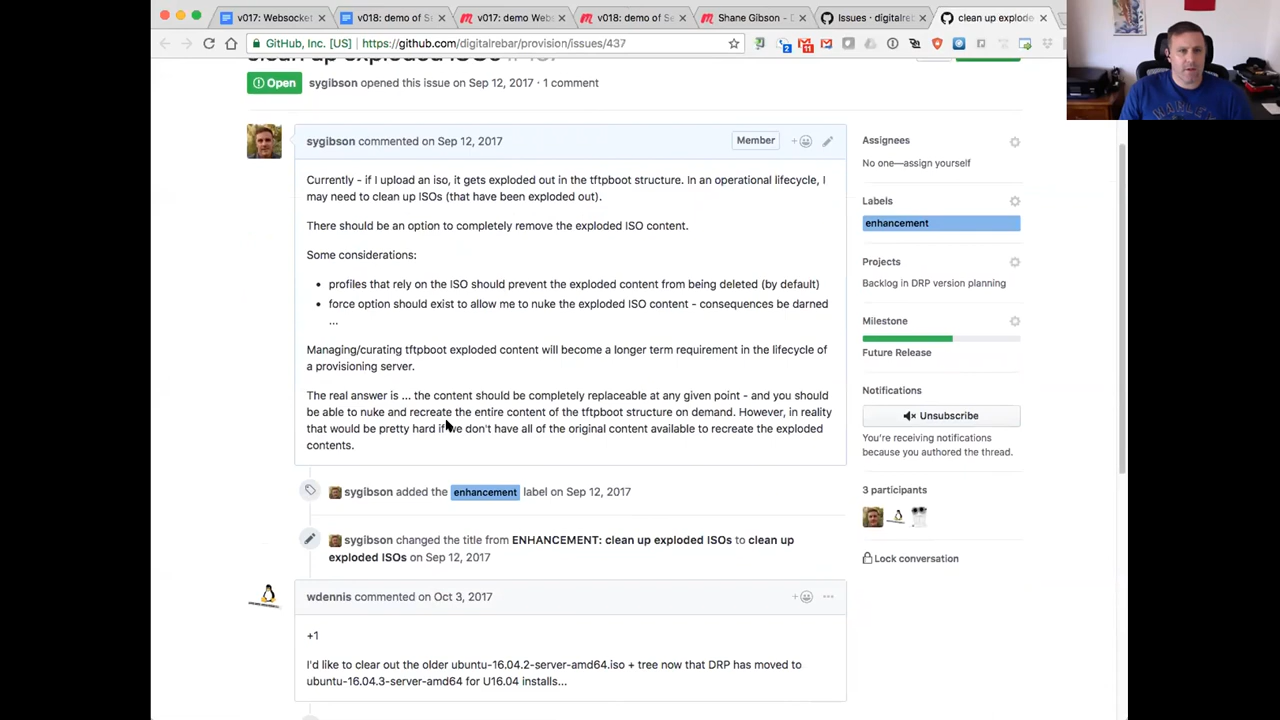 v017: Websocket
v018: demo of Se
v017: demo Web
v018: demo of Se
Shane Gibson - D
Issues · digitalre
clean up explode
GitHub, Inc. [US] | https://github.com/digitalrebar/provision/issues/437
clean up exploded ISOs
Open sygibson opened this issue on Sep 12, 2017 · 1 comment
sygibson commented on Sep 12, 2017 Member
Currently - if I upload an iso, it gets exploded out in the tftpboot structure. In an operational lifecycle, I
may need to clean up ISOs (that have been exploded out).
There should be an option to completely remove the exploded ISO content.
Some considerations:
• profiles that rely on the ISO should prevent the exploded content from being deleted (by default)
• force option should exist to allow me to nuke the exploded ISO content - consequences be darned
...
Managing/curating tftpboot exploded content will become a longer term requirement in the lifecycle of
a provisioning server.
The real answer is ... the content should be completely replaceable at any given point - and you should
be able to nuke and recreate the entire content of the tftpboot structure on demand. However, in reality
that would be pretty hard if we don't have all of the original content available to recreate the exploded
contents.
sygibson added the enhancement label on Sep 12, 2017
sygibson changed the title from ENHANCEMENT: clean up exploded ISOs to clean up
exploded ISOs on Sep 12, 2017
wdennis commented on Oct 3, 2017
+1
I'd like to clear out the older ubuntu-16.04.2-server-amd64.iso + tree now that DRP has moved to
ubuntu-16.04.3-server-amd64 for U16.04 installs...
Assignees
No one—assign yourself
Labels
enhancement
Projects
Backlog in DRP version planning
Milestone
Future Release
Notifications
Unsubscribe
You're receiving notifications
because you authored the thread.
3 participants
Lock conversation